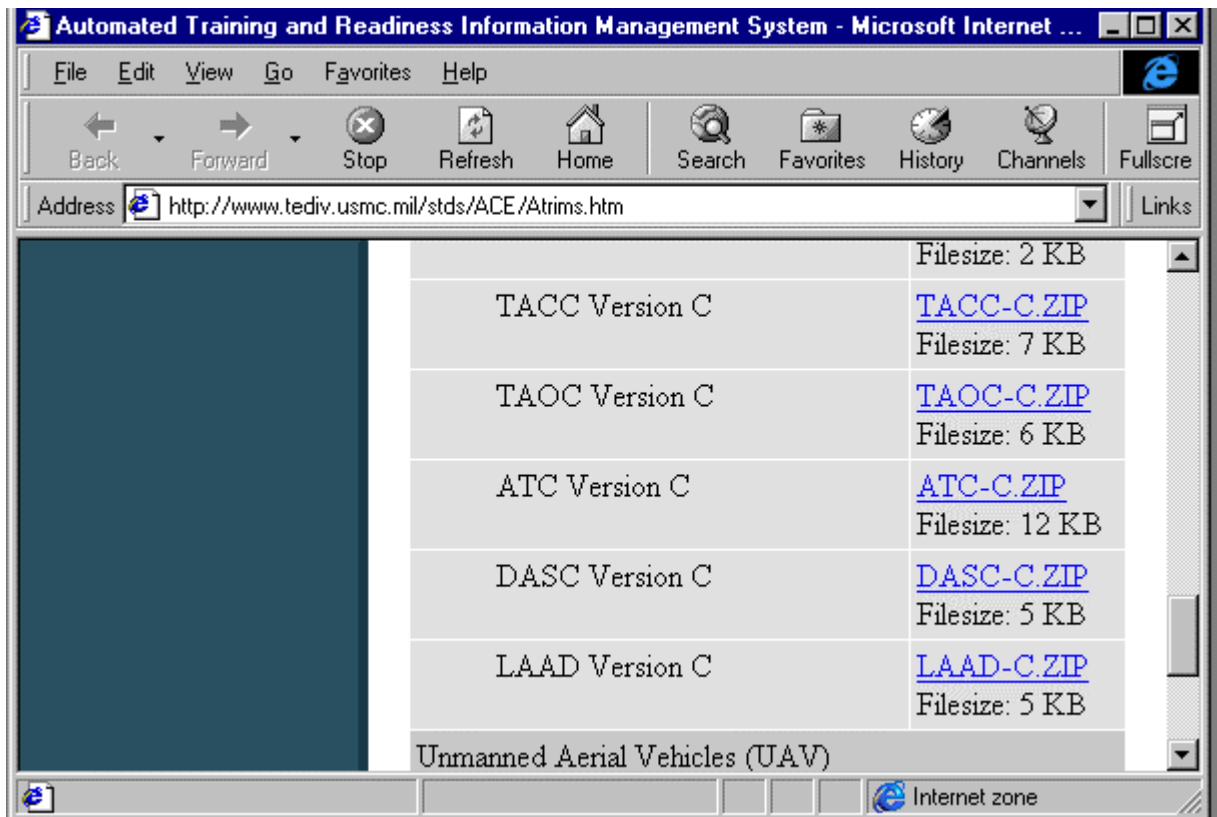 Automated Training and Readiness Information Management System - Microsoft Internet ...
File Edit View Go Favorites Help
Back Forward Stop Refresh Home Search Favorites History Channels Fullscre
Address http://www.tediv.usmc.mil/stds/ACE/Atrims.htm Links
Filesize: 2 KB
TACC Version C TACC-C.ZIP
Filesize: 7 KB
TAOC Version C TAOC-C.ZIP
Filesize: 6 KB
ATC Version C ATC-C.ZIP
Filesize: 12 KB
DASC Version C DASC-C.ZIP
Filesize: 5 KB
LAAD Version C LAAD-C.ZIP
Filesize: 5 KB
Unmanned Aerial Vehicles (UAV)
Internet zone